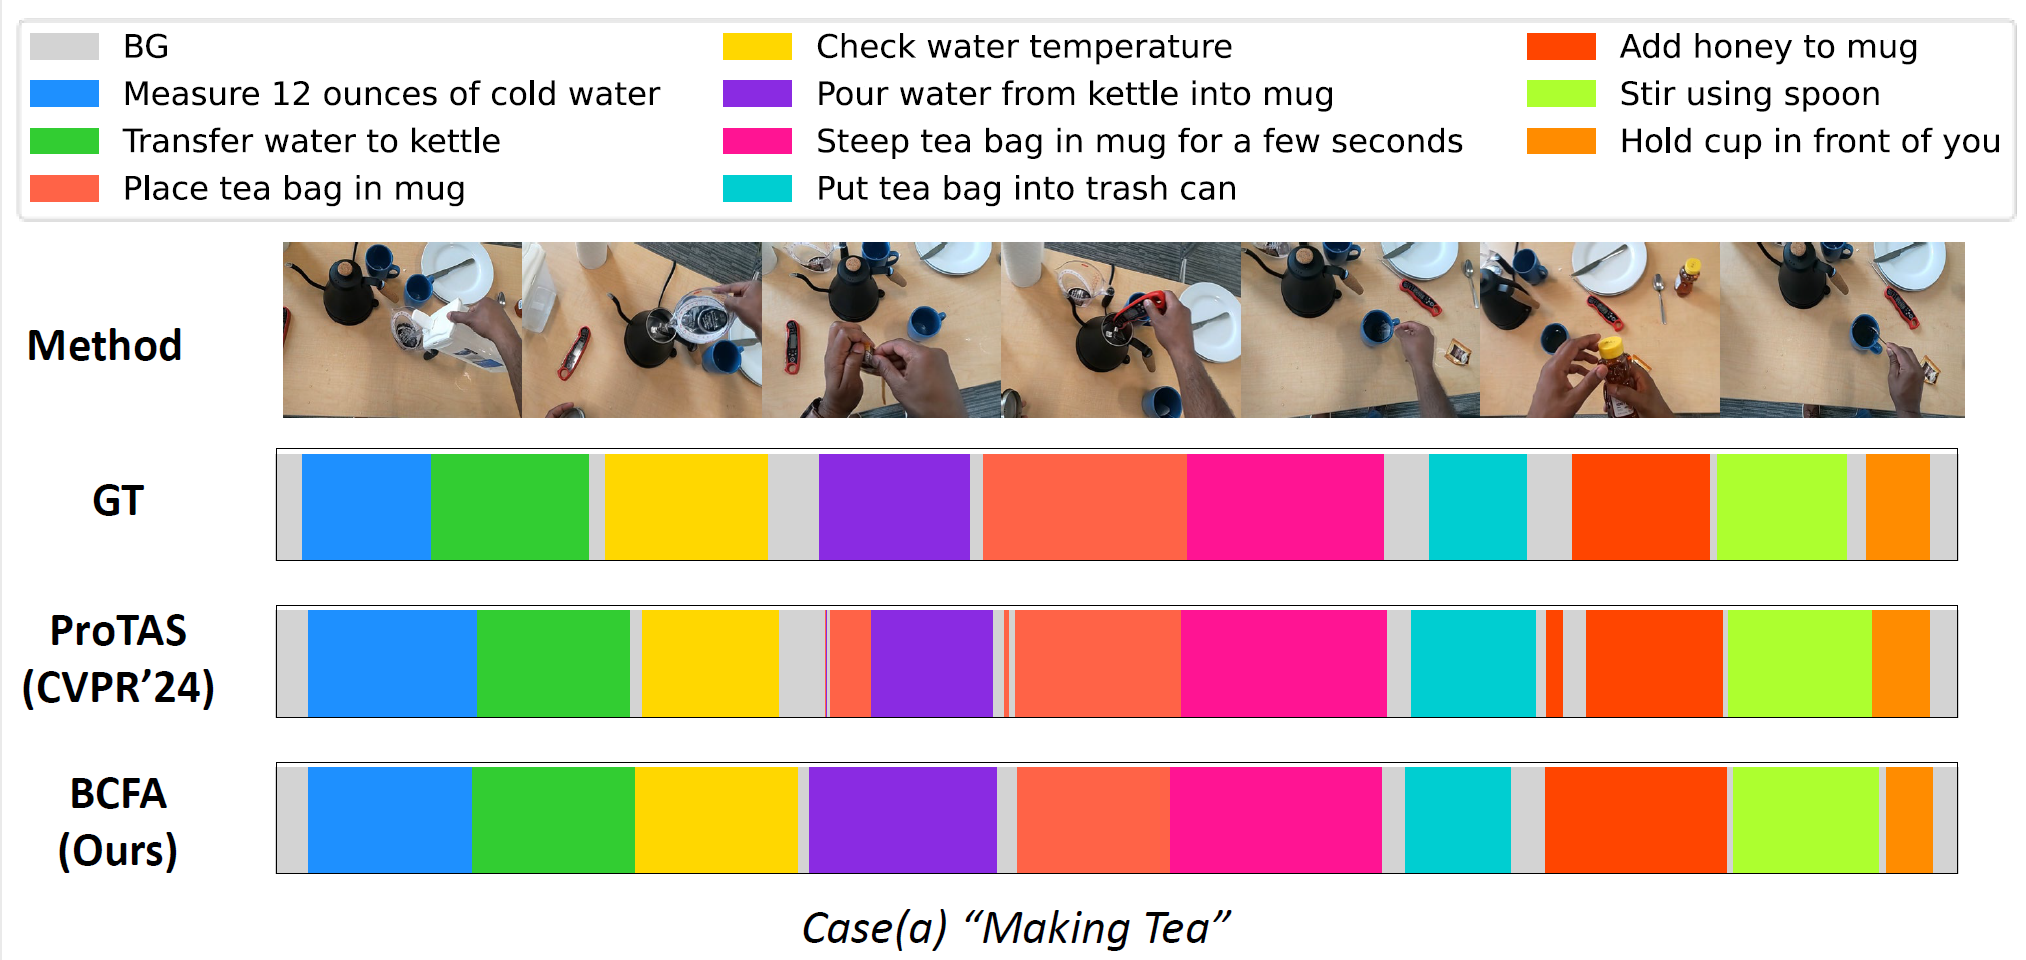 BG
Measure 12 ounces of cold water
Transfer water to kettle
Place tea bag in mug
Check water temperature
Pour water from kettle into mug
Steep tea bag in mug for a few seconds
Put tea bag into trash can
Add honey to mug
Stir using spoon
Hold cup in front of you
Method
GT
ProTAS
(CVPR’24)
BCFA
(Ours)
Case(a) “Making Tea”